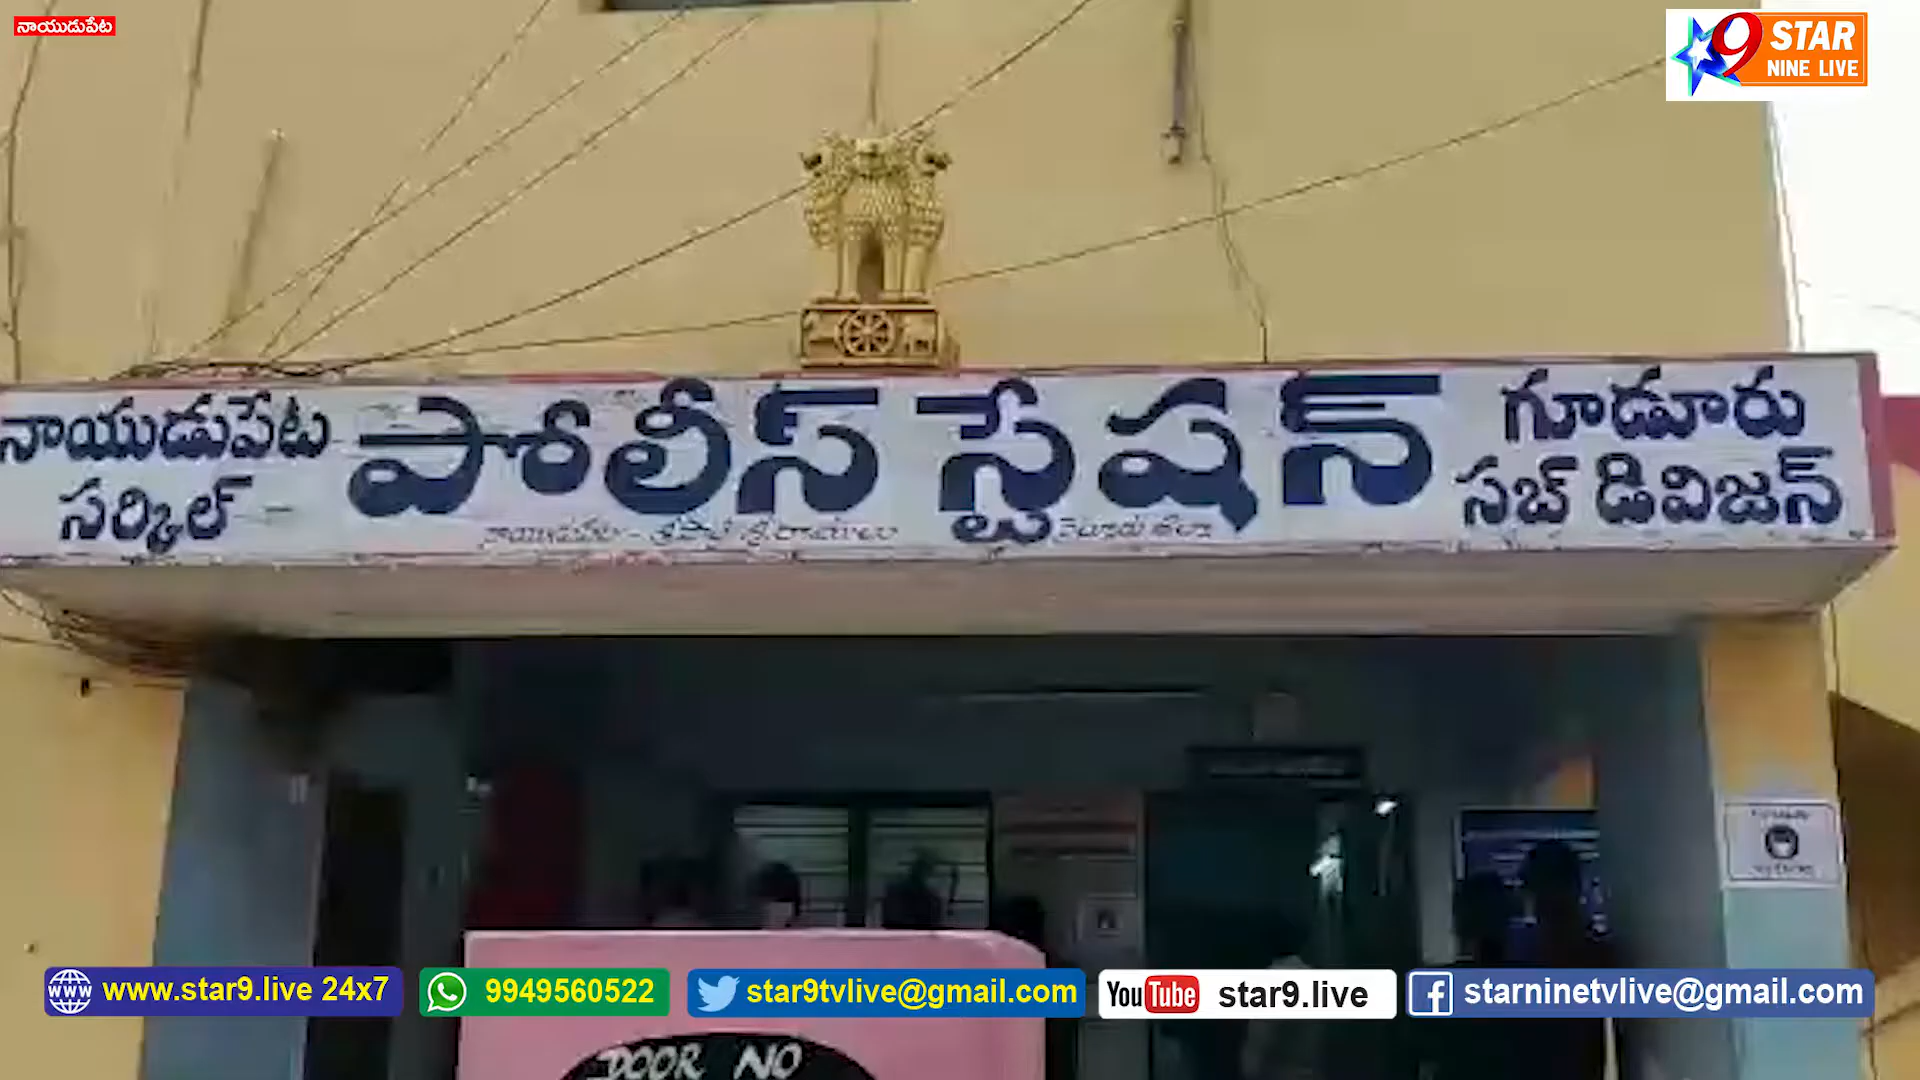 నాయుడుపేట
9 STAR
NINE LIVE
నాయుడుపేట
సర్కిల్ -
పోలీస్ స్టేషన్
గూడూరు
సబ్ డివిజన్
నాయుడుపేట - శ్రీపొట్టి శ్రీరాములు నెల్లూరు జిల్లా
www.star9.live 24x7
9949560522
star9tvlive@gmail.com
YouTube star9.live
starninetvlive@gmail.com
DOOR NO